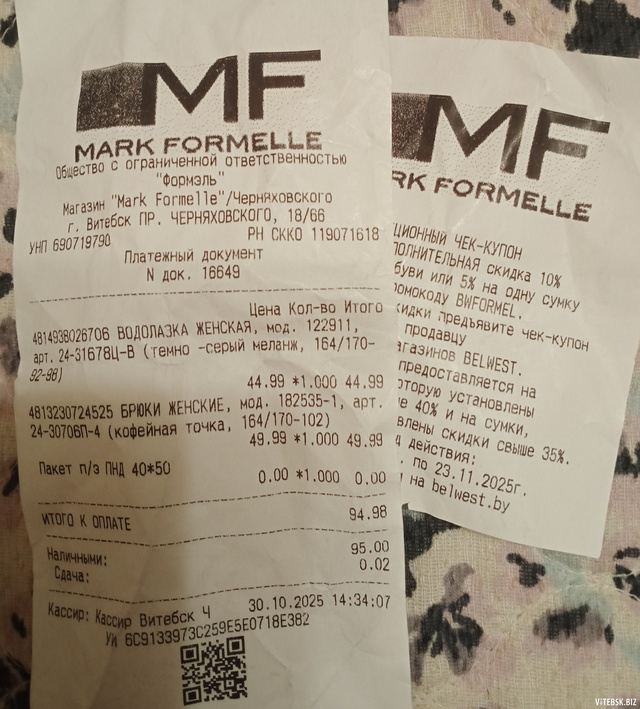 MF
MARK FORMELLE
Общество с ограниченной ответственностью
"Формэль"
Магазин "Mark Formelle"/Черняховского
г. Витебск ПР. ЧЕРНЯХОВСКОГО, 18/66
УНП 690719790 РН СККО 119071618
Платежный документ
N док. 16649
Цена Кол-во Итого
4814938026706 ВОДОЛАЗКА ЖЕНСКАЯ, мод. 122911,
арт. 24-31678Ц-В (темно -серый меланж, 164/170-
92-98)
44.99 *1.000 44.99
4813230724525 БРЮКИ ЖЕНСКИЕ, мод. 182535-1, арт.
24-30706П-4 (кофейная точка, 164/170-102)
49.99 *1.000 49.99
Пакет п/э ПНД 40*50
0.00 *1.000 0.00
ИТОГО К ОПЛАТЕ 94.98
Наличными: 95.00
Сдача: 0.02
Кассир: Кассир Витебск Ч 30.10.2025 14:34:07
УИ 6C9133973C259E5E0718E382
MF
RK FORMELLE
ЦИОННЫЙ ЧЕК-КУПОН
ПОЛНИТЕЛЬНАЯ скидка 10%
буви или 5% на одну сумку
омокоду BWFORMEL.
кидки предъявите чек-купон
продавцу
агазинов BELWEST.
предоставляется на
оторую установлены
е 40% и на сумки,
влены скидки свыше 35%.
д действия:
. по 23.11.2025г.
на belwest.by
VITEBSK.BIZ